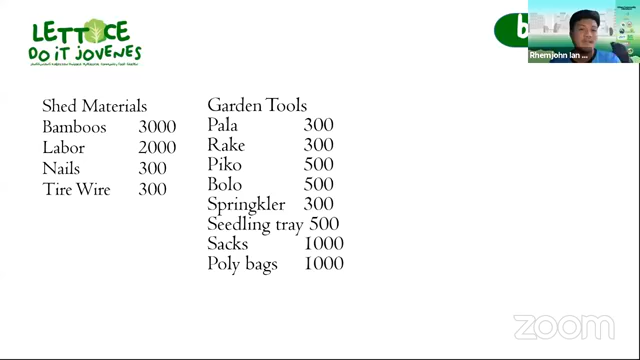 LETTUCE
DO IT JOVENES
b
Rhemjohn Ian ...
Shed Materials
Bamboos 3000
Labor 2000
Nails 300
Tire Wire 300
Garden Tools
Pala 300
Rake 300
Piko 500
Bolo 500
Springkler 300
Seedling tray 500
Sacks 1000
Poly bags 1000
zoom